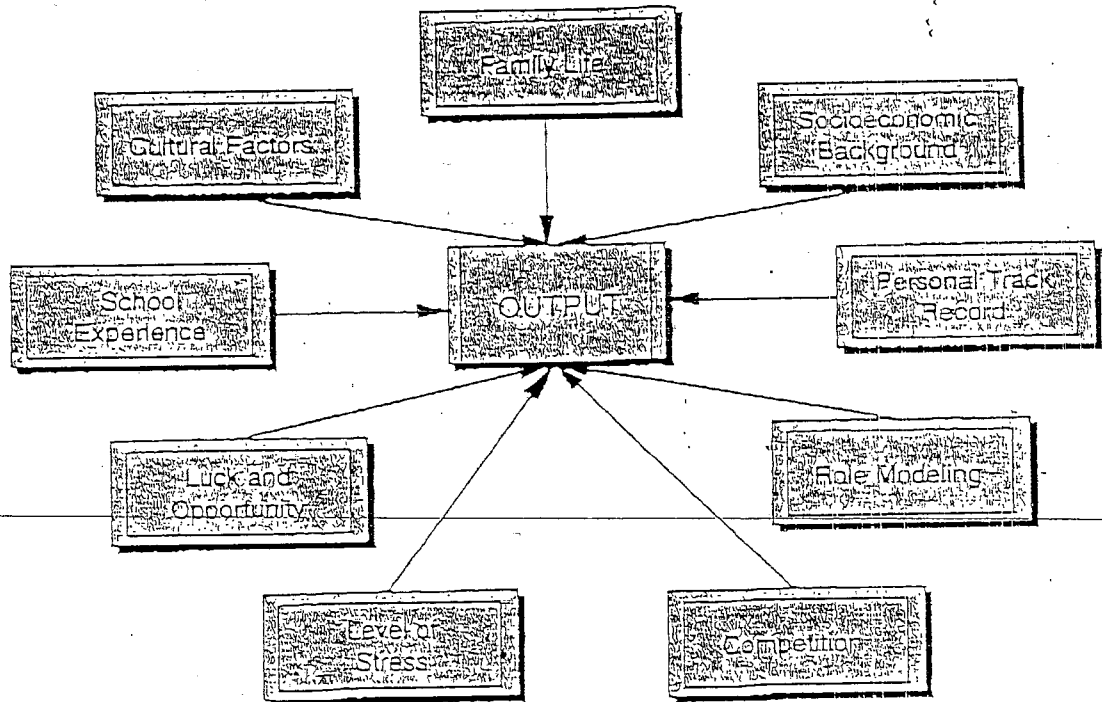 Family Life
Cultural Factors
Socioeconomic
Background
OUTPUT
School
Experience
Personal Track
Record
Luck and
Opportunity
Role Modeling
Level of
Stress
Competition